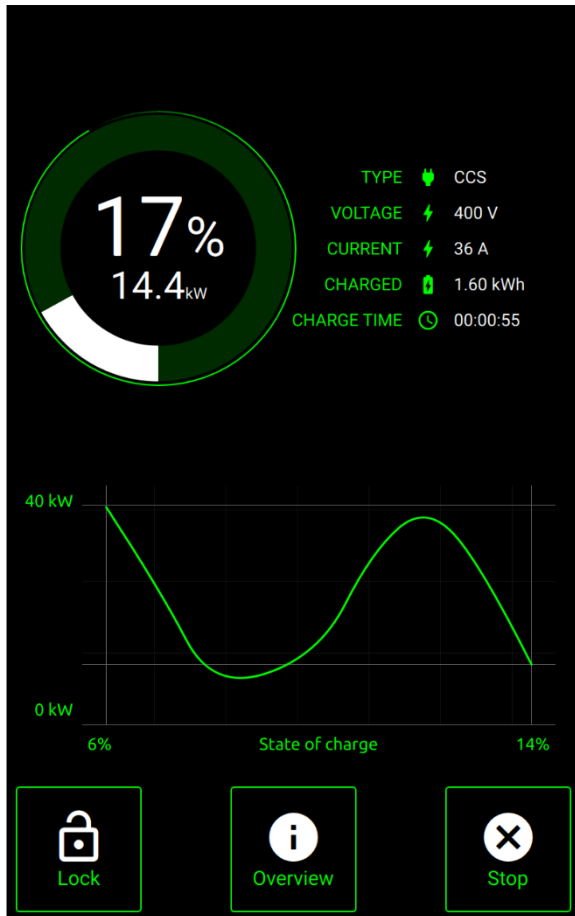 17%
14.4kW
TYPE CCS
VOLTAGE 400 V
CURRENT 36 A
CHARGED 1.60 kWh
CHARGE TIME 00:00:55
40 kW
0 kW
6% State of charge 14%
Lock Overview Stop